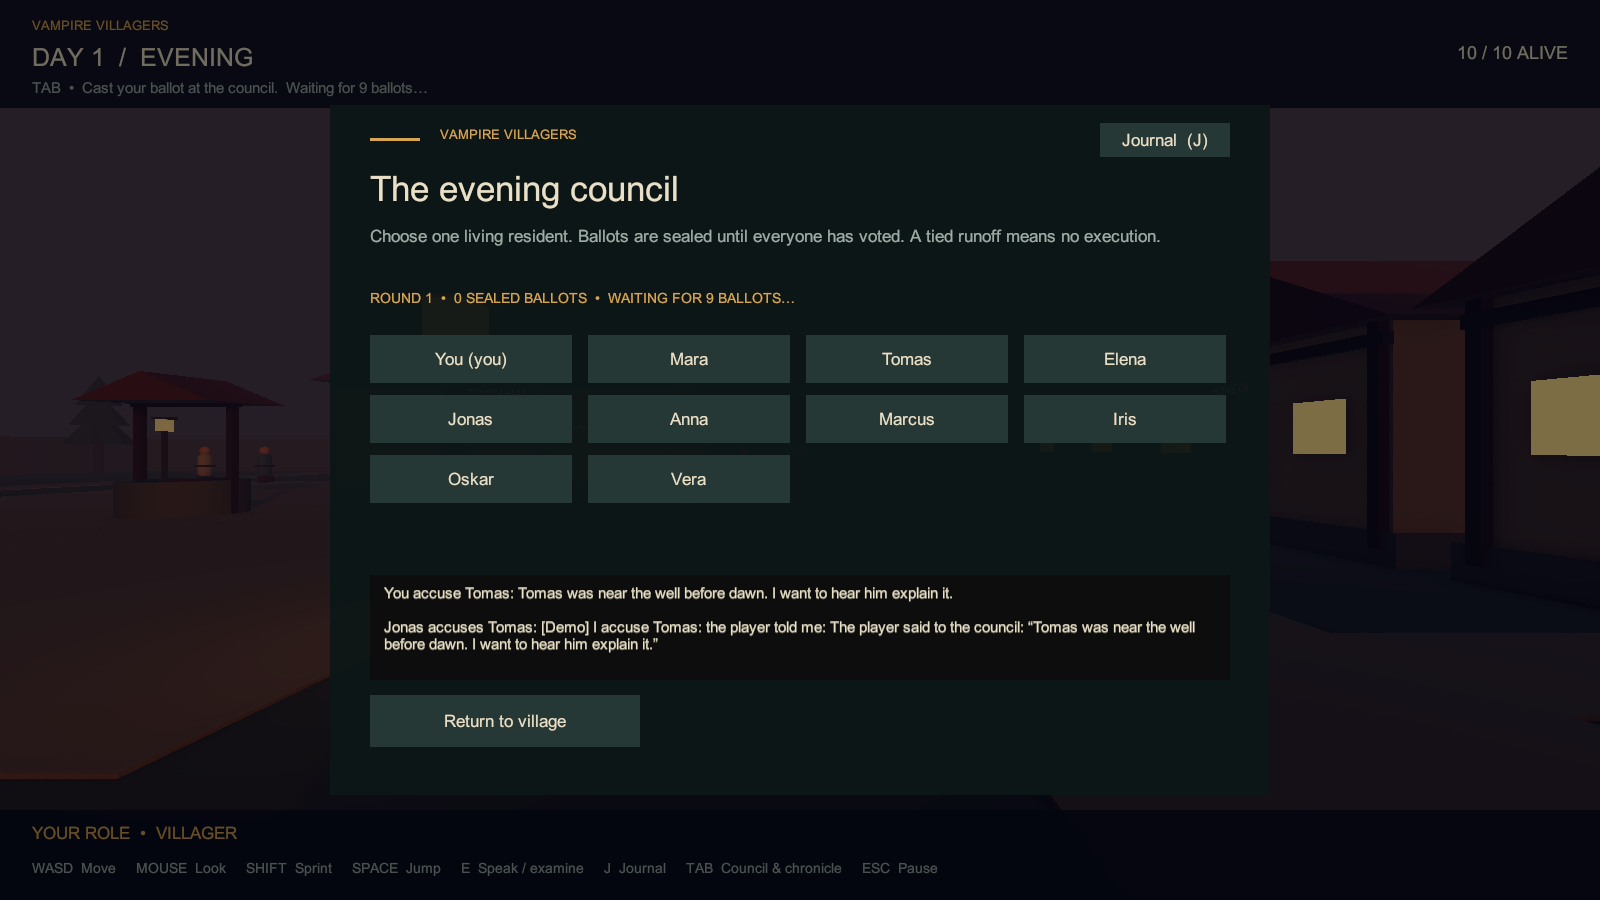 VAMPIRE VILLAGERS
DAY 1 / EVENING
TAB • Cast your ballot at the council. Waiting for 9 ballots...
10 / 10 ALIVE
VAMPIRE VILLAGERS
Journal (J)
The evening council
Choose one living resident. Ballots are sealed until everyone has voted. A tied runoff means no execution.
ROUND 1 • 0 SEALED BALLOTS • WAITING FOR 9 BALLOTS...
You (you)
Mara
Tomas
Elena
Jonas
Anna
Marcus
Iris
Oskar
Vera
You accuse Tomas: Tomas was near the well before dawn. I want to hear him explain it.
Jonas accuses Tomas: [Demo] I accuse Tomas: the player told me: The player said to the council: “Tomas was near the well
before dawn. I want to hear him explain it.”
Return to village
YOUR ROLE • VILLAGER
WASD Move MOUSE Look SHIFT Sprint SPACE Jump E Speak / examine J Journal TAB Council & chronicle ESC Pause